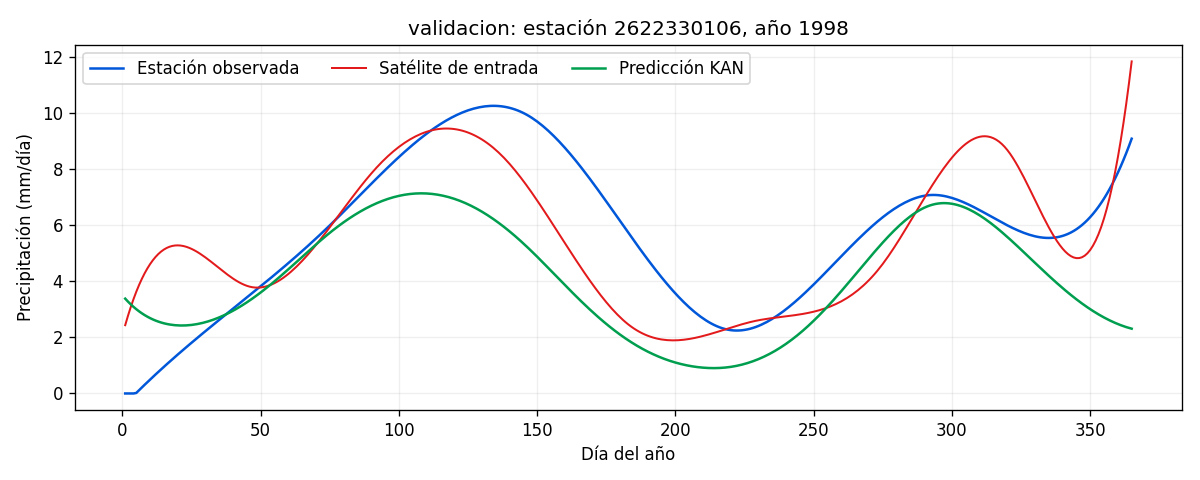 validacion: estación 2622330106, año 1998
Estación observada
Satélite de entrada
Predicción KAN
Precipitación (mm/día)
12
10
8
6
4
2
0
0 50 100 150 200 250 300 350
Día del año